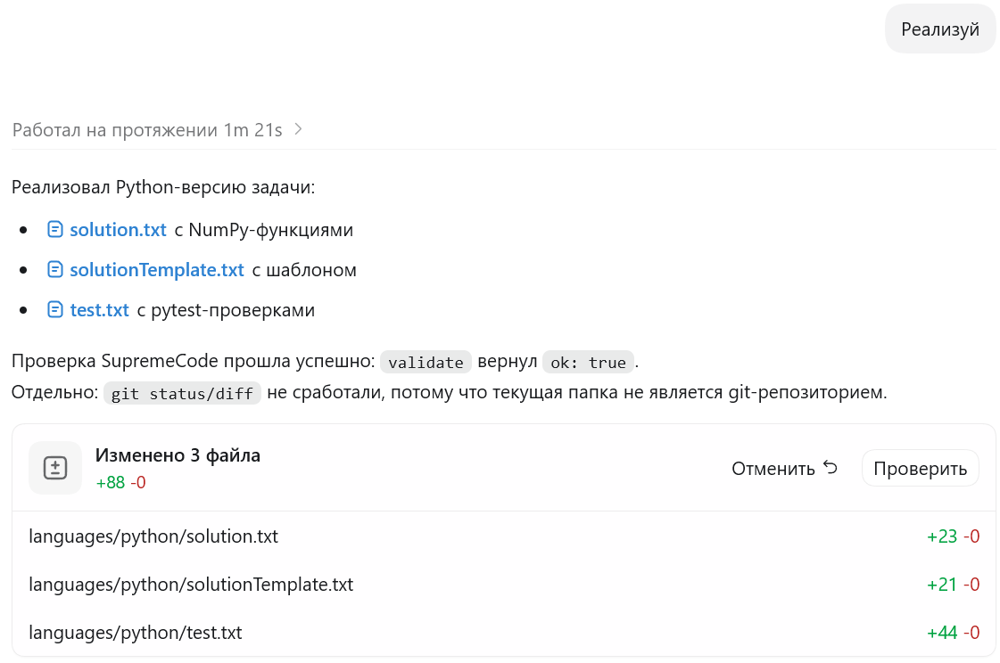 Реализуй
Работал на протяжении 1m 21s
Реализовал Python-версию задачи:
solution.txt с NumPy-функциями
solutionTemplate.txt с шаблоном
test.txt с pytest-проверками
Проверка SupremeCode прошла успешно: validate вернул ok: true.
Отдельно: git status/diff не сработали, потому что текущая папка не является git-репозиторием.
Изменено 3 файла
+88 -0
Отменить
Проверить
languages/python/solution.txt +23 -0
languages/python/solutionTemplate.txt +21 -0
languages/python/test.txt +44 -0